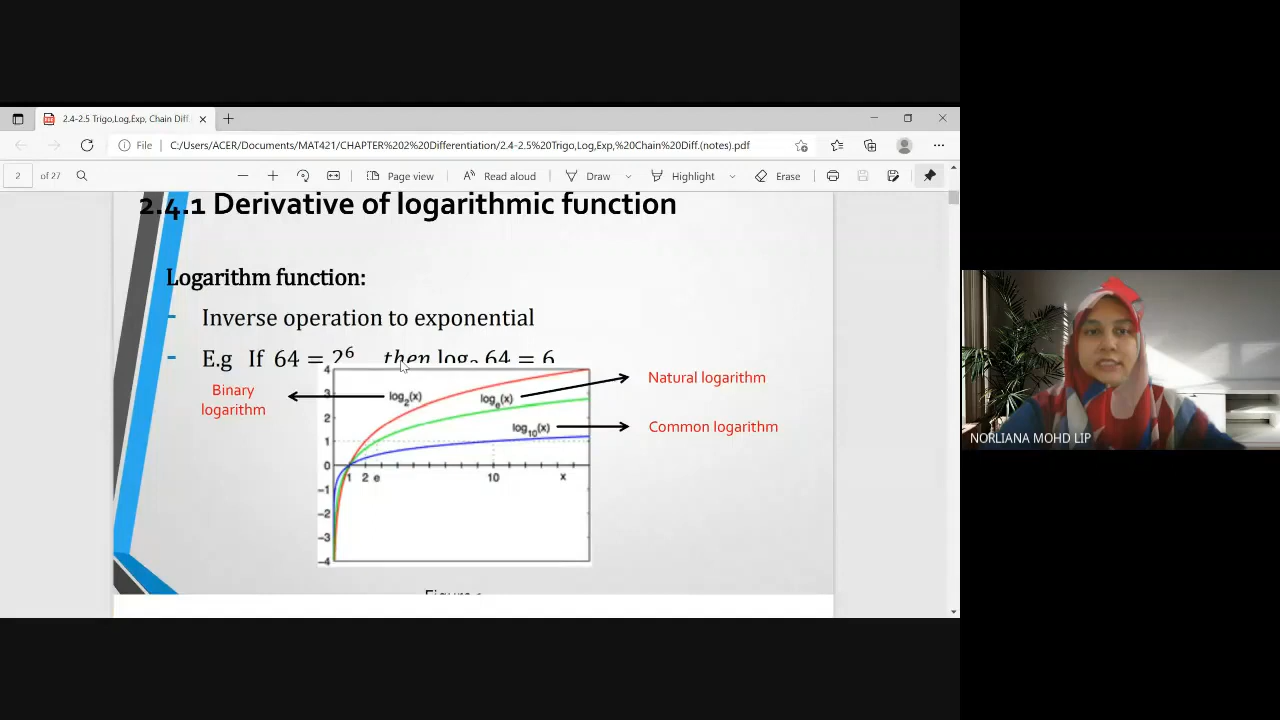 2.4-2.5 Trigo,Log,Exp, Chain Diff.
File C:/Users/ACER/Documents/MAT421/CHAPTER%202%20Differentiation/2.4-2.5%20Trigo,Log,Exp,%20Chain%20Diff.(notes).pdf
2 of 27 Page view Read aloud Draw Highlight Erase
2.4.1 Derivative of logarithmic function
Logarithm function:
- Inverse operation to exponential
- E.g If 64 = 2⁶ then log₂ 64 = 6
Binary
logarithm
log₂(x)
logₑ(x)
Natural logarithm
log₁₀(x)
Common logarithm
4
3
2
1
0
-1
-2
-3
-4
1 2 e 10 x
NORLIANA MOHD LIP